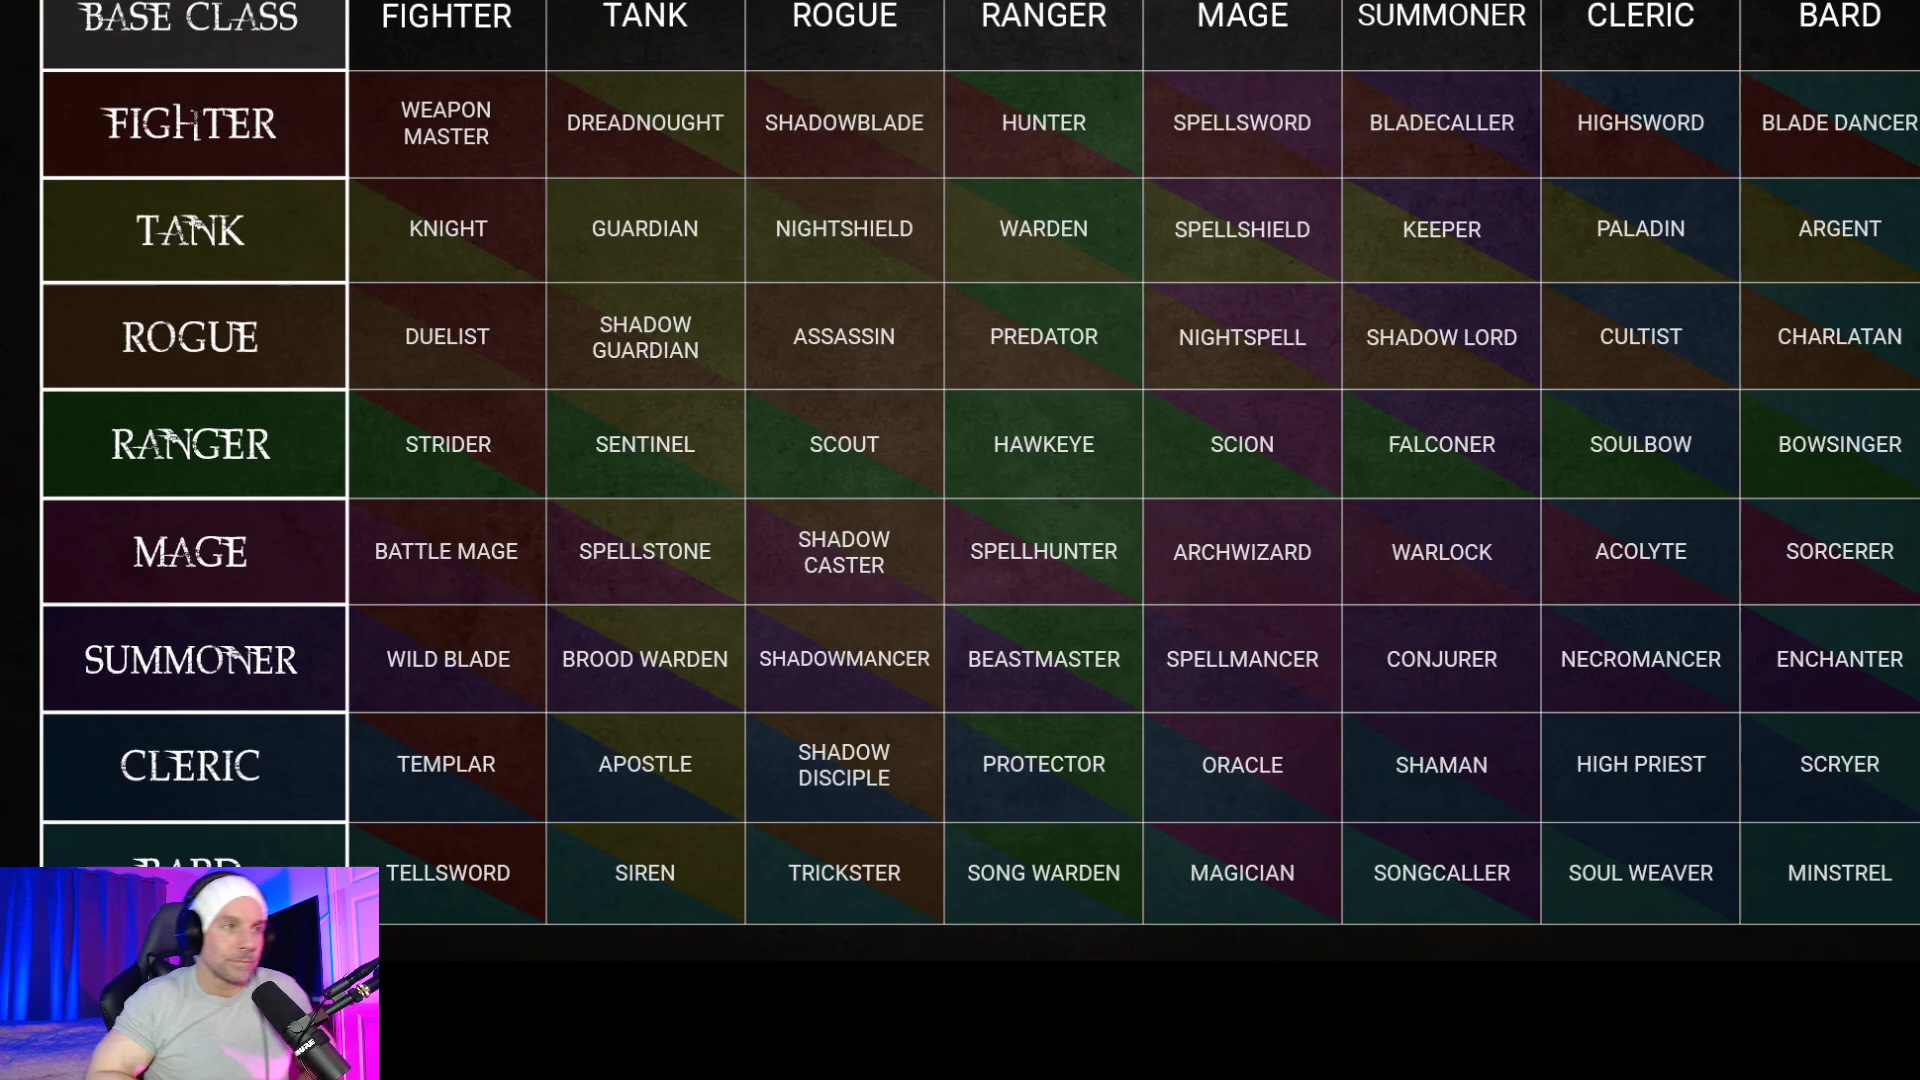 BASE CLASS FIGHTER TANK ROGUE RANGER MAGE SUMMONER CLERIC BARD
FIGHTER WEAPON MASTER DREADNOUGHT SHADOWBLADE HUNTER SPELLSWORD BLADECALLER HIGHSWORD BLADE DANCER
TANK KNIGHT GUARDIAN NIGHTSHIELD WARDEN SPELLSHIELD KEEPER PALADIN ARGENT
ROGUE DUELIST SHADOW GUARDIAN ASSASSIN PREDATOR NIGHTSPELL SHADOW LORD CULTIST CHARLATAN
RANGER STRIDER SENTINEL SCOUT HAWKEYE SCION FALCONER SOULBOW BOWSINGER
MAGE BATTLE MAGE SPELLSTONE SHADOW CASTER SPELLHUNTER ARCHWIZARD WARLOCK ACOLYTE SORCERER
SUMMONER WILD BLADE BROOD WARDEN SHADOWMANCER BEASTMASTER SPELLMANCER CONJURER NECROMANCER ENCHANTER
CLERIC TEMPLAR APOSTLE SHADOW DISCIPLE PROTECTOR ORACLE SHAMAN HIGH PRIEST SCRYER
BARD TELLSWORD SIREN TRICKSTER SONG WARDEN MAGICIAN SONGCALLER SOUL WEAVER MINSTREL